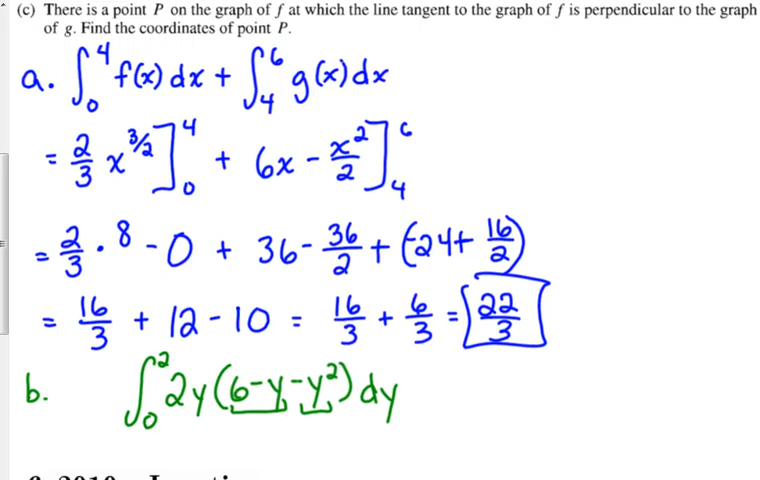 (c) There is a point P on the graph of f at which the line tangent to the graph of f is perpendicular to the graph
of g. Find the coordinates of point P.
a. ∫₀⁴ f(x) dx + ∫₄⁶ g(x) dx
= 2/3 x^(3/2) ]₀⁴ + 6x - x²/2 ]₄⁶
= 2/3 · 8 - 0 + 36 - 36/2 + (-24 + 16/2)
= 16/3 + 12 - 10 = 16/3 + 6/3 = 22/3
b. ∫₀² 2y(6-y-y²) dy